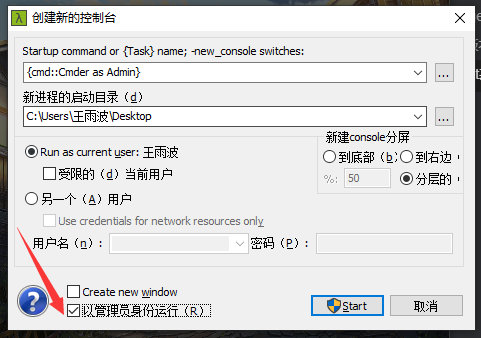 创建新的控制台
Startup command or {Task} name; -new_console switches:
{cmd::Cmder as Admin}
...
新进程的启动目录（d）
C:\Users\王雨波\Desktop
...
Run as current user: 王雨波
受限的（d）当前用户
另一个（A）用户
Use credentials for network resources only
用户名（n）：
密码（P）：
新建console分屏
到底部（b）
到右边（
%:
50
分层的（
Create new window
以管理员身份运行（R）
Start
取消